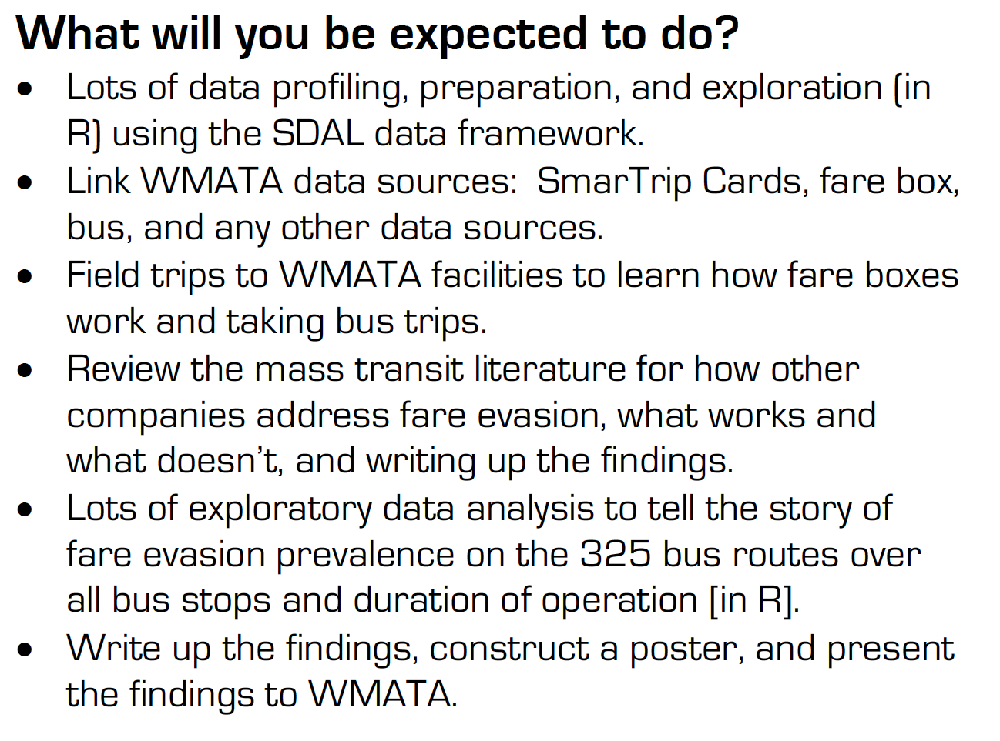 What will you be expected to do?
● Lots of data profiling, preparation, and exploration (in
R) using the SDAL data framework.
● Link WMATA data sources:  SmarTrip Cards, fare box,
bus, and any other data sources.
● Field trips to WMATA facilities to learn how fare boxes
work and taking bus trips.
● Review the mass transit literature for how other
companies address fare evasion, what works and
what doesn’t, and writing up the findings.
● Lots of exploratory data analysis to tell the story of
fare evasion prevalence on the 325 bus routes over
all bus stops and duration of operation [in R].
● Write up the findings, construct a poster, and present
the findings to WMATA.